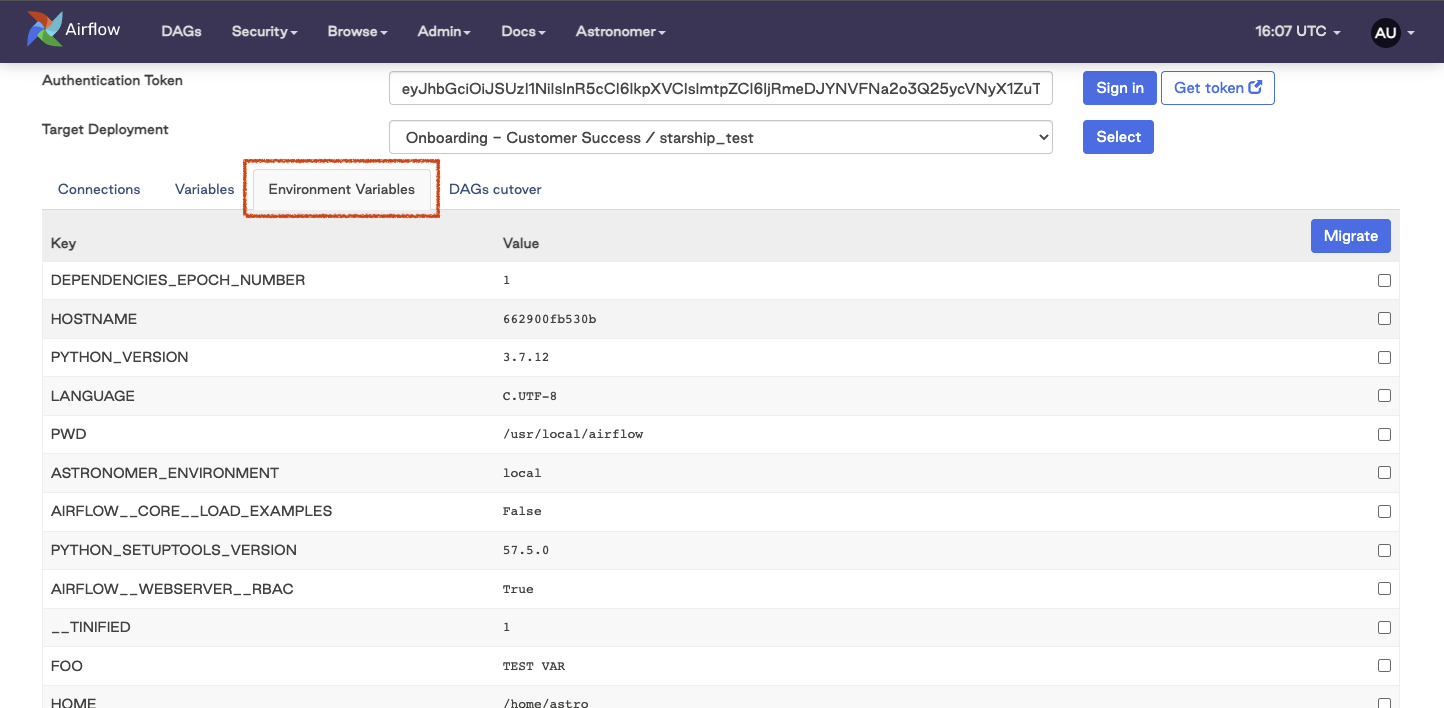 Airflow DAGs Security Browse Admin Docs Astronomer 16:07 UTC AU
Authentication Token eyJhbGciOiJSUzI1NiIsInR5cCI6IkpXVCIsImtpZCI6IjRmeDJYNVFNa2o3Q25ycVNyX1ZuT Sign in Get token
Target Deployment Onboarding – Customer Success / starship_test Select
Connections Variables Environment Variables DAGs cutover
Key Value Migrate
DEPENDENCIES_EPOCH_NUMBER 1
HOSTNAME 662900fb530b
PYTHON_VERSION 3.7.12
LANGUAGE C.UTF-8
PWD /usr/local/airflow
ASTRONOMER_ENVIRONMENT local
AIRFLOW__CORE__LOAD_EXAMPLES False
PYTHON_SETUPTOOLS_VERSION 57.5.0
AIRFLOW__WEBSERVER__RBAC True
__TINIFIED 1
FOO TEST VAR
HOME /home/astro